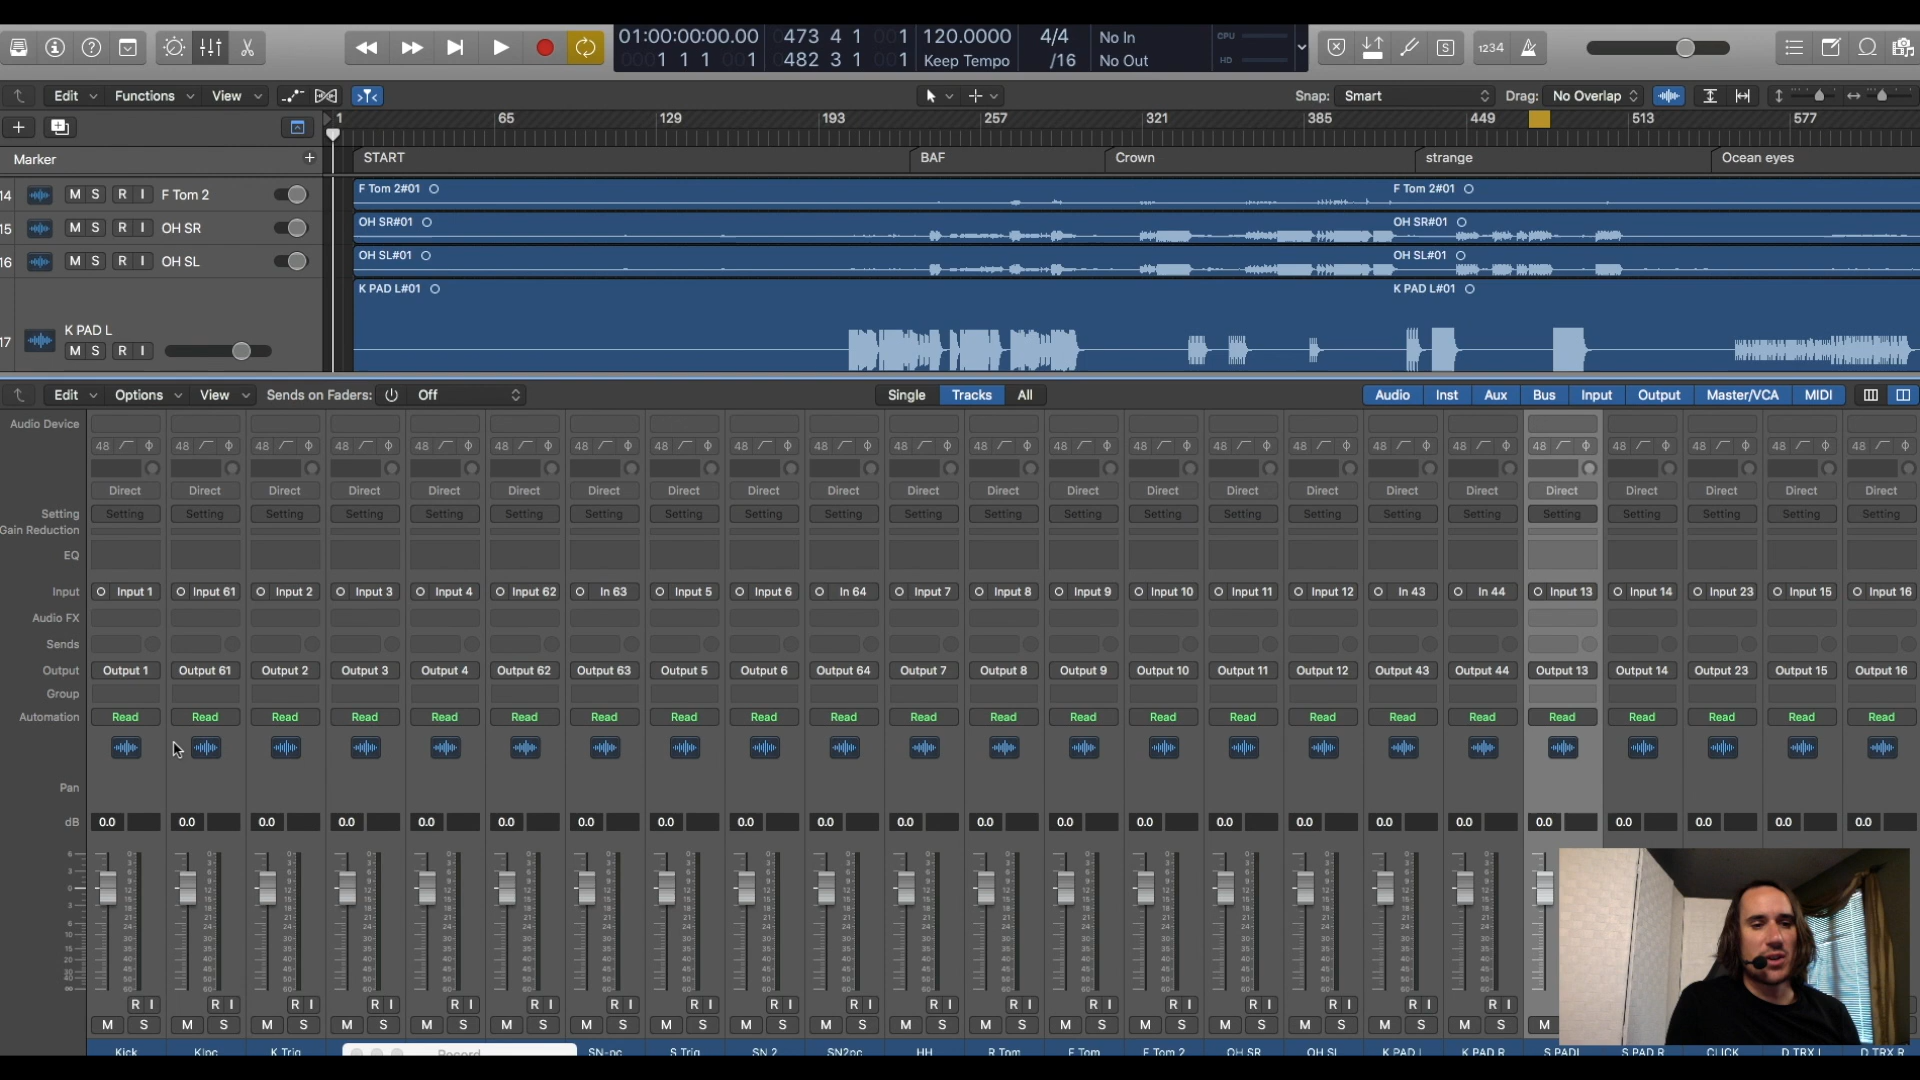 01:00:00:00.00 473 4 1 001 120.0000 4/4 No In CPU
0001 1 1 001 482 3 1 001 Keep Tempo /16 No Out HD
S 1234
Edit Functions View Snap: Smart Drag: No Overlap
1 65 129 193 257 321 385 449 513 577
Marker + START BAF Crown strange Ocean eyes
14 M S R I F Tom 2 F Tom 2#01 F Tom 2#01
15 M S R I OH SR OH SR#01 OH SR#01
16 M S R I OH SL OH SL#01 OH SL#01
K PAD L#01 K PAD L#01
17 K PAD L
M S R I
Edit Options View Sends on Faders: Off Single Tracks All Audio Inst Aux Bus Input Output Master/VCA MIDI
Audio Device
48 48 48 48 48 48 48 48 48 48 48 48 48 48 48 48 48 48 48 48 48 48 48
Direct Direct Direct Direct Direct Direct Direct Direct Direct Direct Direct Direct Direct Direct Direct Direct Direct Direct Direct Direct Direct Direct Direct
Setting Setting Setting Setting Setting Setting Setting Setting Setting Setting Setting Setting Setting Setting Setting Setting Setting Setting Setting Setting Setting Setting Setting Setting
Gain Reduction
EQ
Input Input 1 Input 61 Input 2 Input 3 Input 4 Input 62 In 63 Input 5 Input 6 In 64 Input 7 Input 8 Input 9 Input 10 Input 11 Input 12 In 43 In 44 Input 13 Input 14 Input 23 Input 15 Input 16
Audio FX
Sends
Output Output 1 Output 61 Output 2 Output 3 Output 4 Output 62 Output 63 Output 5 Output 6 Output 64 Output 7 Output 8 Output 9 Output 10 Output 11 Output 12 Output 43 Output 44 Output 13 Output 14 Output 23 Output 15 Output 16
Group
Automation Read Read Read Read Read Read Read Read Read Read Read Read Read Read Read Read Read Read Read Read Read Read Read
Pan
dB 0.0 0.0 0.0 0.0 0.0 0.0 0.0 0.0 0.0 0.0 0.0 0.0 0.0 0.0 0.0 0.0 0.0 0.0 0.0 0.0 0.0 0.0 0.0
R I R I R I R I R I R I R I R I R I R I R I R I R I R I R I R I R I R I
M S M S M S M S M S M S M S M S M S M S M S M S M S M S M S M S M S M S M
Kick Kipc K Trig Record SN-pc S Trig SN 2 SN2pc HH R Tom F Tom F Tom 2 OH SR OH SL K PAD L K PAD R S PADL S PAD R CLICK D TRX L D TRX R